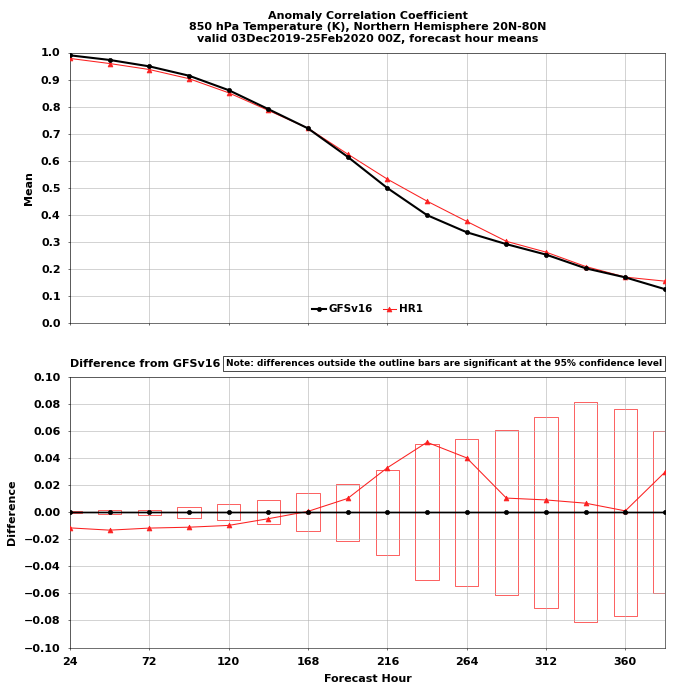 Anomaly Correlation Coefficient
850 hPa Temperature (K), Northern Hemisphere 20N-80N
valid 03Dec2019-25Feb2020 00Z, forecast hour means
1.0
0.9
0.8
0.7
0.6
0.5
0.4
0.3
0.2
0.1
0.0
Mean
GFSv16 HR1
Difference from GFSv16 Note: differences outside the outline bars are significant at the 95% confidence level
0.10
0.08
0.06
0.04
0.02
0.00
−0.02
−0.04
−0.06
−0.08
−0.10
Difference
24 72 120 168 216 264 312 360
Forecast Hour